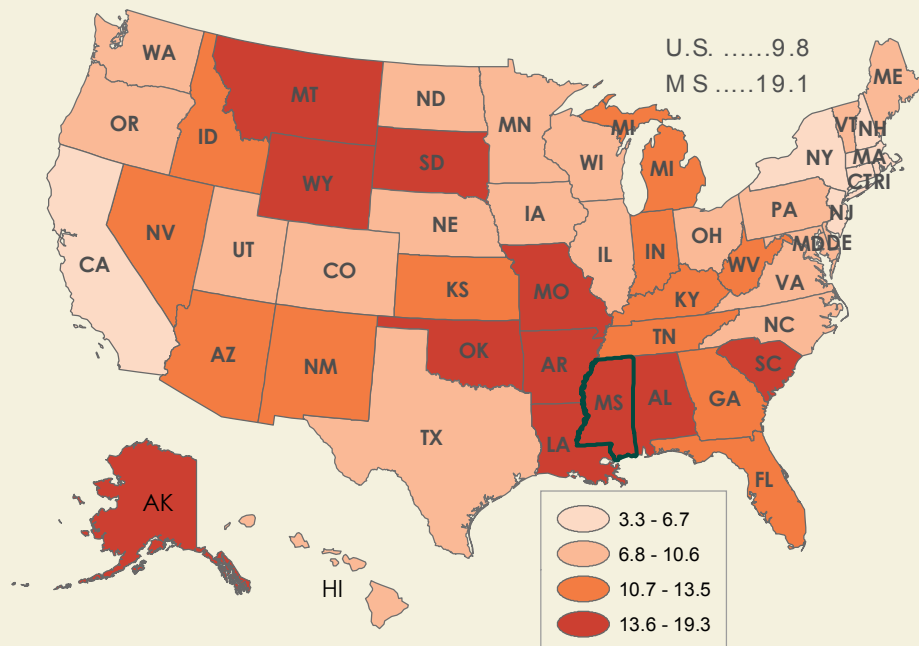 U.S. ......9.8
MS .....19.1
WA
MT
ND
MN
ME
OR
ID
MI
VT
NH
WI
NY
MA
SD
WY
MI
CT
RI
NE
IA
PA
NJ
NV
UT
IL
IN
OH
MD
DE
CA
CO
WV
VA
KS
MO
KY
NC
TN
AZ
NM
OK
AR
SC
MS
AL
GA
TX
LA
FL
AK
HI
3.3 - 6.7
6.8 - 10.6
10.7 - 13.5
13.6 - 19.3